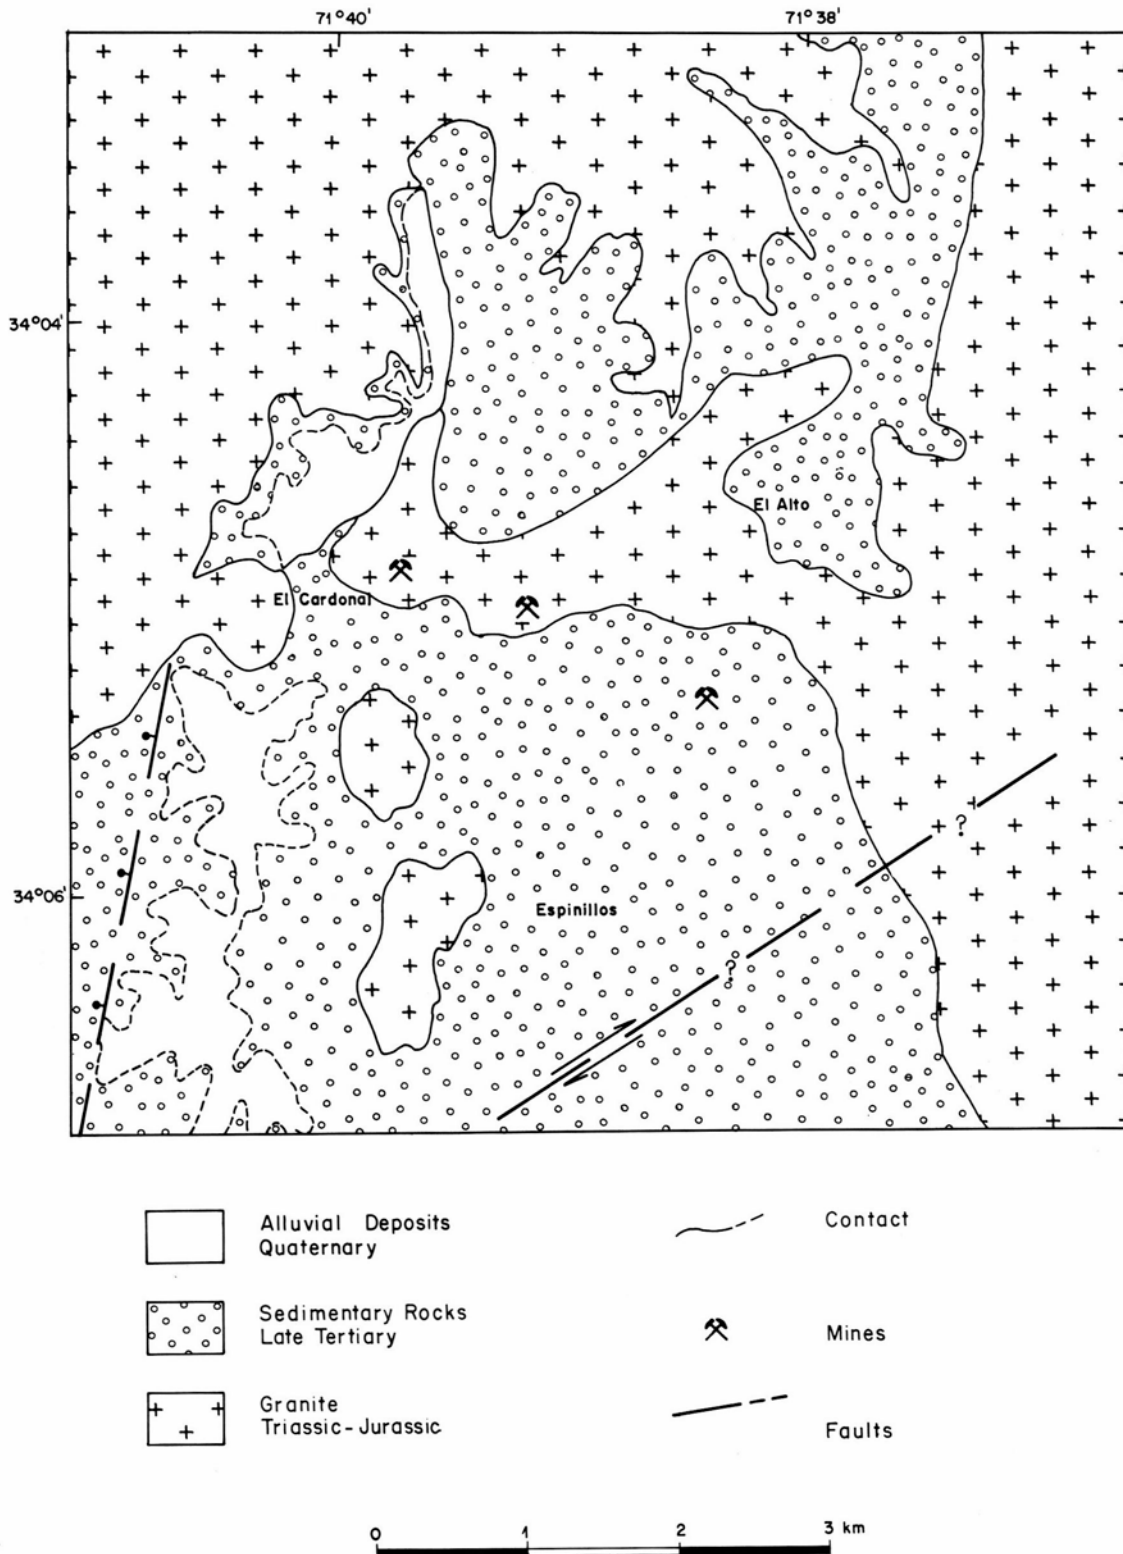 71°40'
71°38'
34°04'
El Alto
El Cardonal
34°06'
Espinillos
?
?
Alluvial Deposits
Quaternary
Contact
Sedimentary Rocks
Late Tertiary
Mines
Granite
Triassic-Jurassic
Faults
0 1 2 3 km